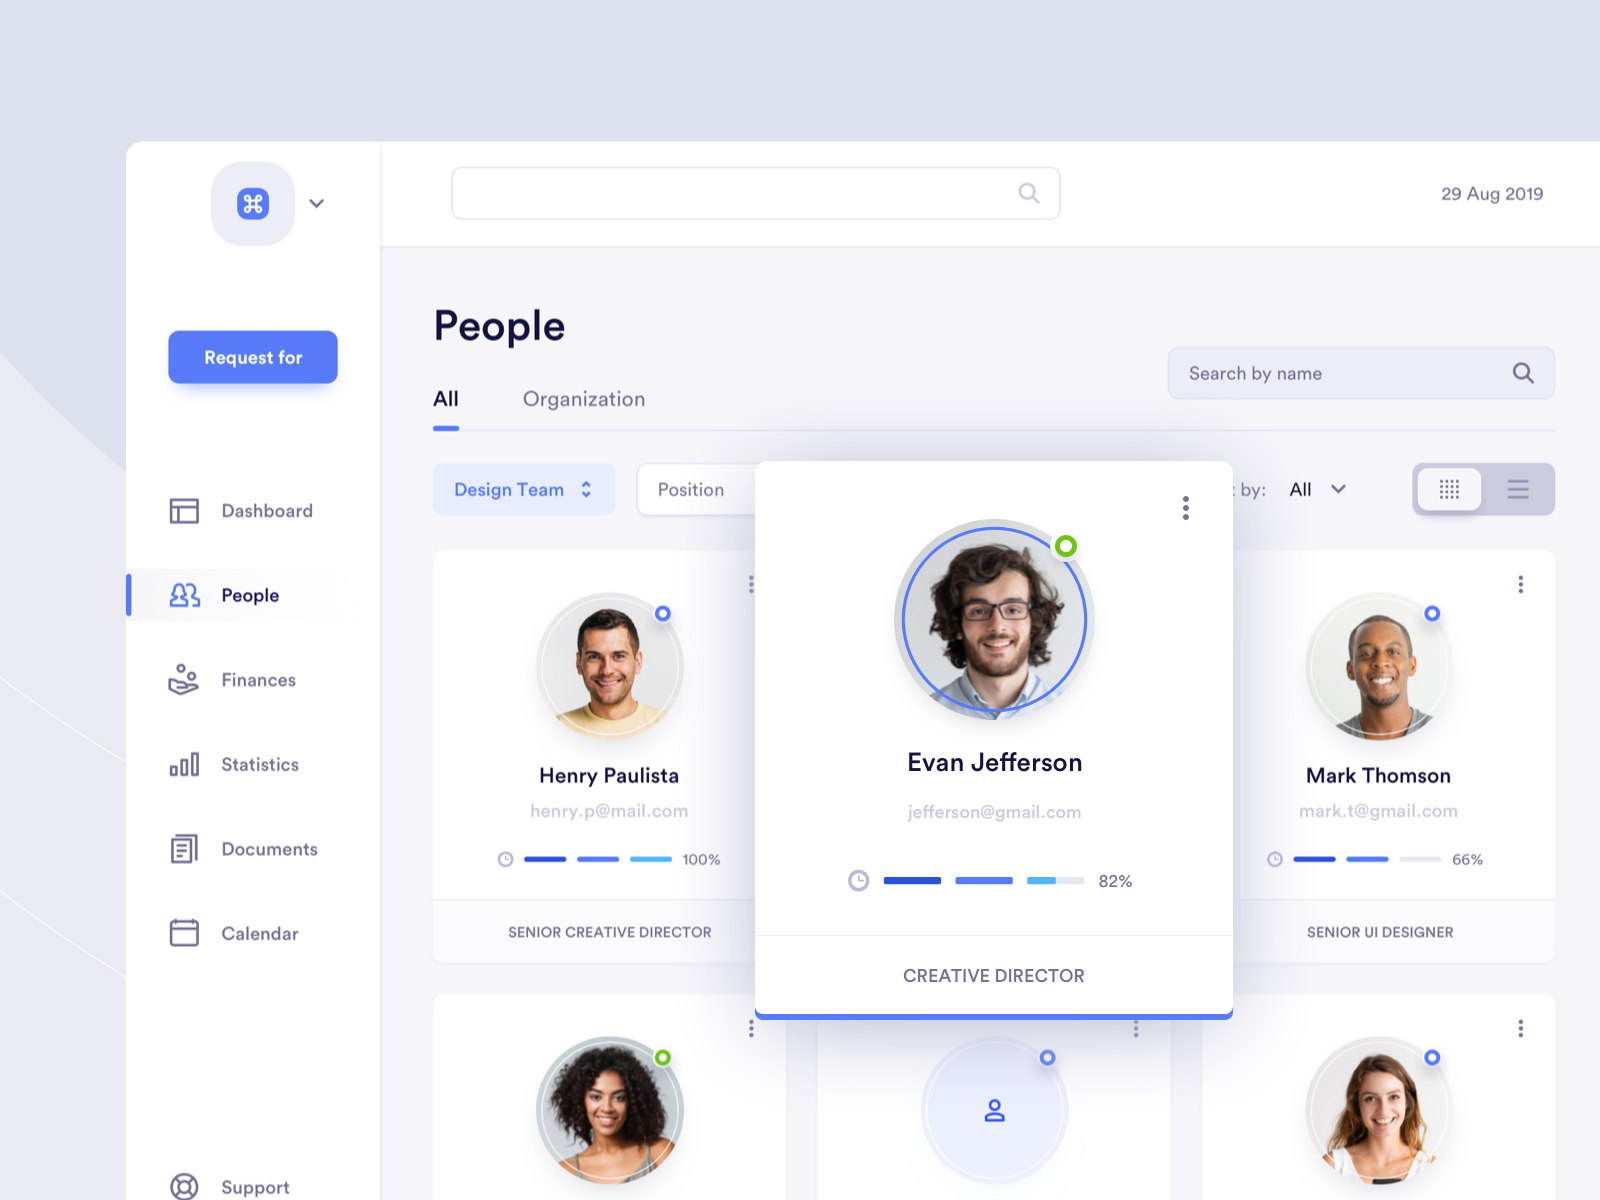 29 Aug 2019
Request for
People
Search by name
All
Organization
Design Team
Position
by:
All
Dashboard
People
Finances
Statistics
Documents
Calendar
Support
Henry Paulista
henry.p@mail.com
100%
SENIOR CREATIVE DIRECTOR
Evan Jefferson
jefferson@gmail.com
82%
CREATIVE DIRECTOR
Mark Thomson
mark.t@gmail.com
66%
SENIOR UI DESIGNER